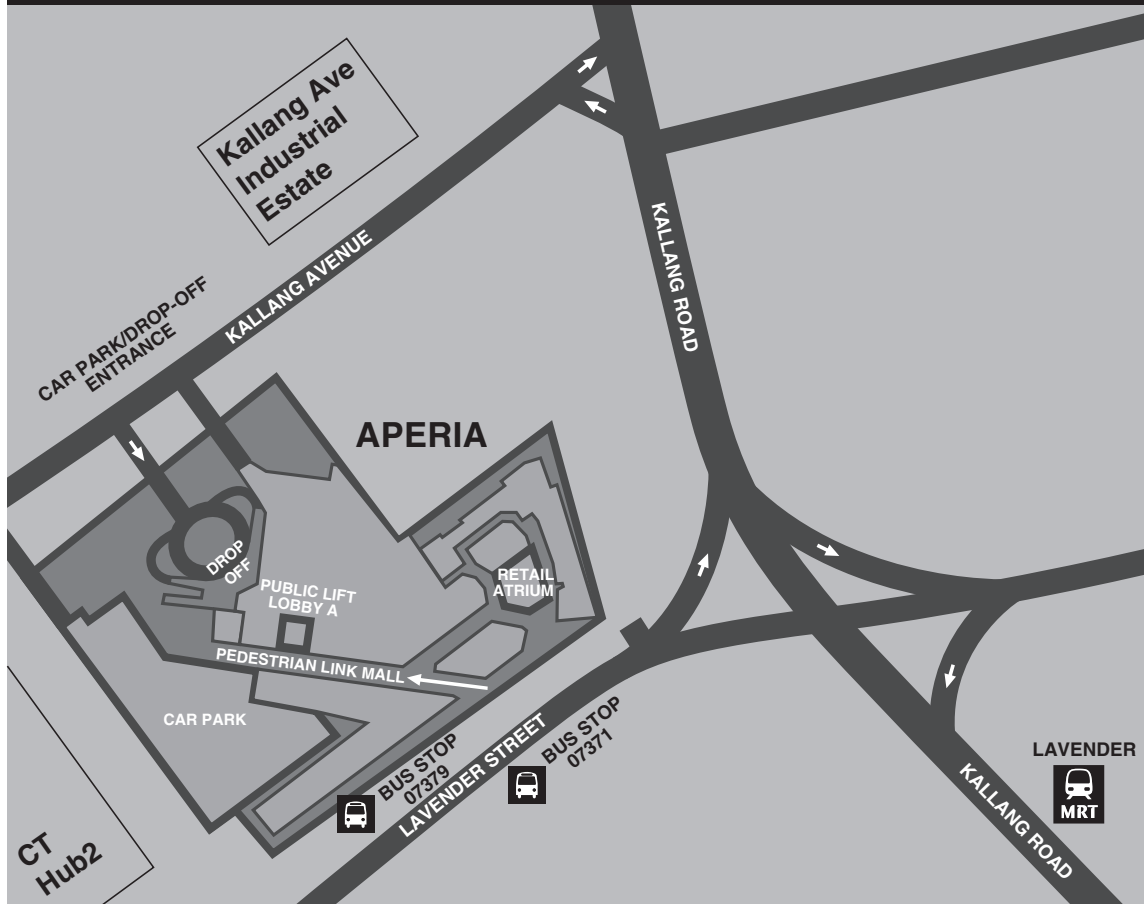 Kallang Ave
Industrial
Estate
KALLANG AVENUE
KALLANG ROAD
CAR PARK/DROP-OFF
ENTRANCE
APERIA
DROP
OFF
RETAIL
ATRIUM
PUBLIC LIFT
LOBBY A
PEDESTRIAN LINK MALL
CAR PARK
BUS STOP
07379
LAVENDER STREET
BUS STOP
07371
LAVENDER
MRT
KALLANG ROAD
CT
Hub2